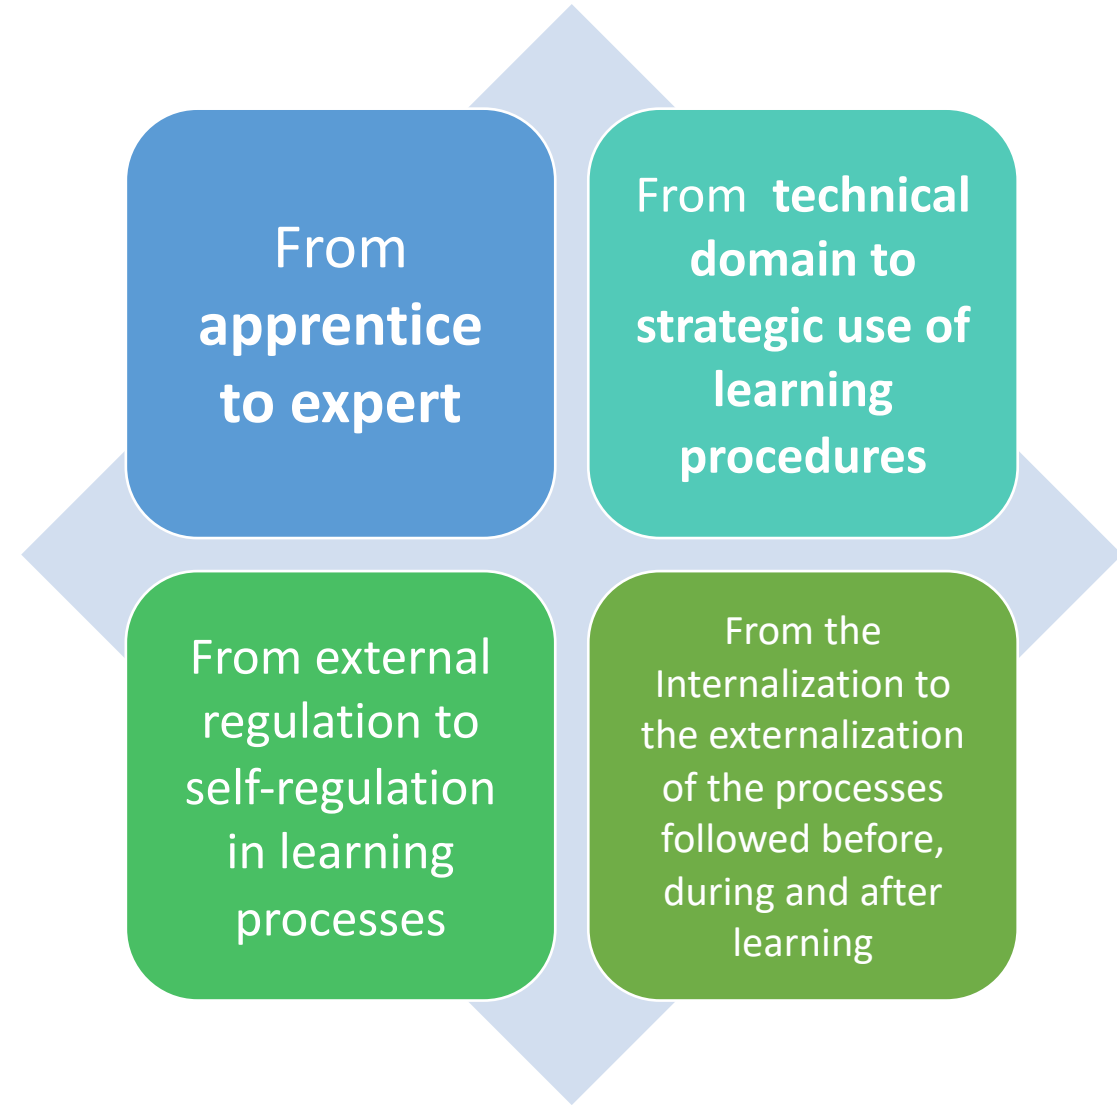 From
apprentice
to expert
From technical
domain to
strategic use of
learning
procedures
From external
regulation to
self-regulation
in learning
processes
From the
Internalization to
the externalization
of the processes
followed before,
during and after
learning